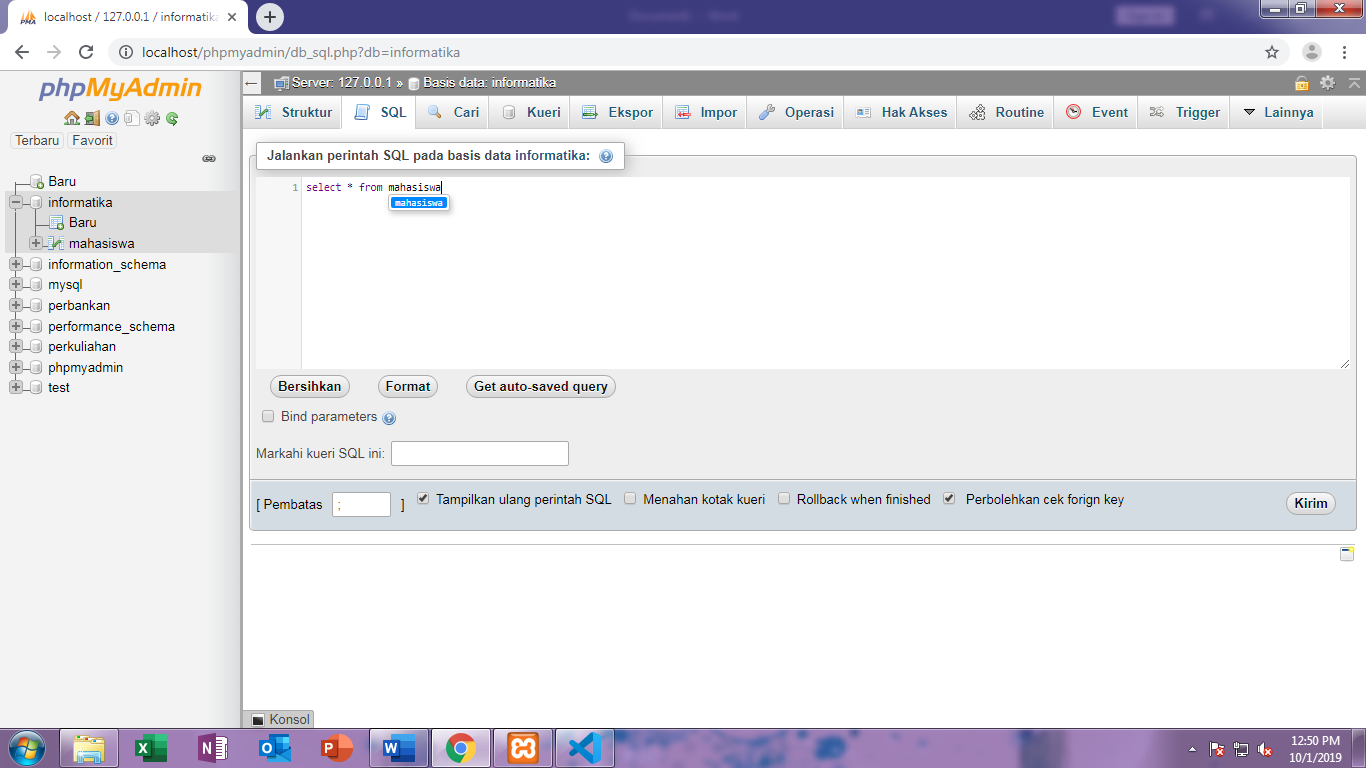 localhost / 127.0.0.1 / informatika
localhost/phpmyadmin/db_sql.php?db=informatika
phpMyAdmin
Terbaru Favorit
Baru
informatika
Baru
mahasiswa
information_schema
mysql
perbankan
performance_schema
perkuliahan
phpmyadmin
test
Server: 127.0.0.1 » Basis data: informatika
Struktur SQL Cari Kueri Ekspor Impor Operasi Hak Akses Routine Event Trigger Lainnya
Jalankan perintah SQL pada basis data informatika:
1 select * from mahasiswa
mahasiswa
Bersihkan Format Get auto-saved query
Bind parameters
Markahi kueri SQL ini:
[ Pembatas ; ] Tampilkan ulang perintah SQL Menahan kotak kueri Rollback when finished Perbolehkan cek forign key Kirim
Konsol
12:50 PM
10/1/2019